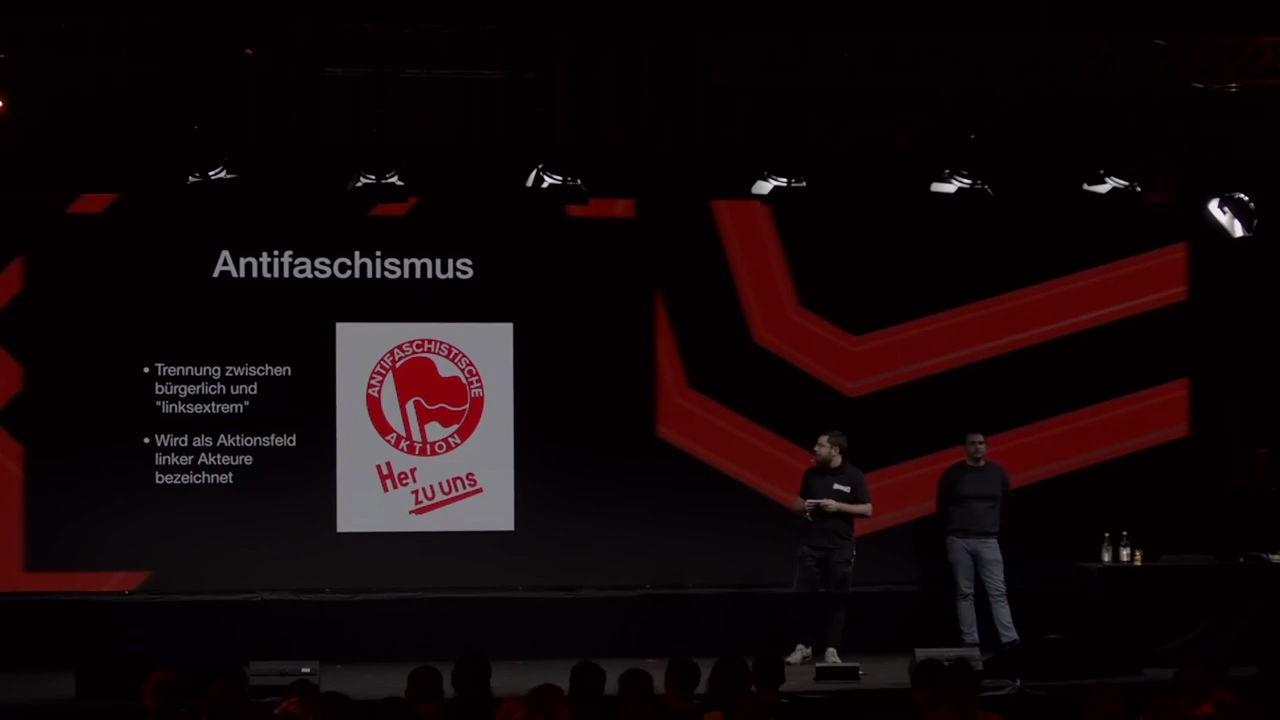 Antifaschismus
• Trennung zwischen
bürgerlich und
"linksextrem"
• Wird als Aktionsfeld
linker Akteure
bezeichnet
ANTIFASCHISTISCHE
AKTION
Her
zu uns